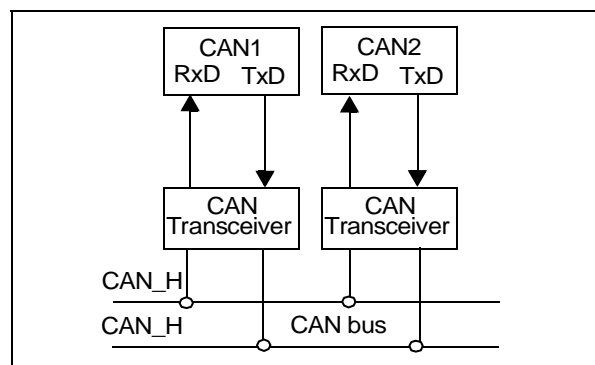 CAN1
RxD TxD
CAN2
RxD TxD
CAN
Transceiver
CAN
Transceiver
CAN_H
CAN_H
CAN bus